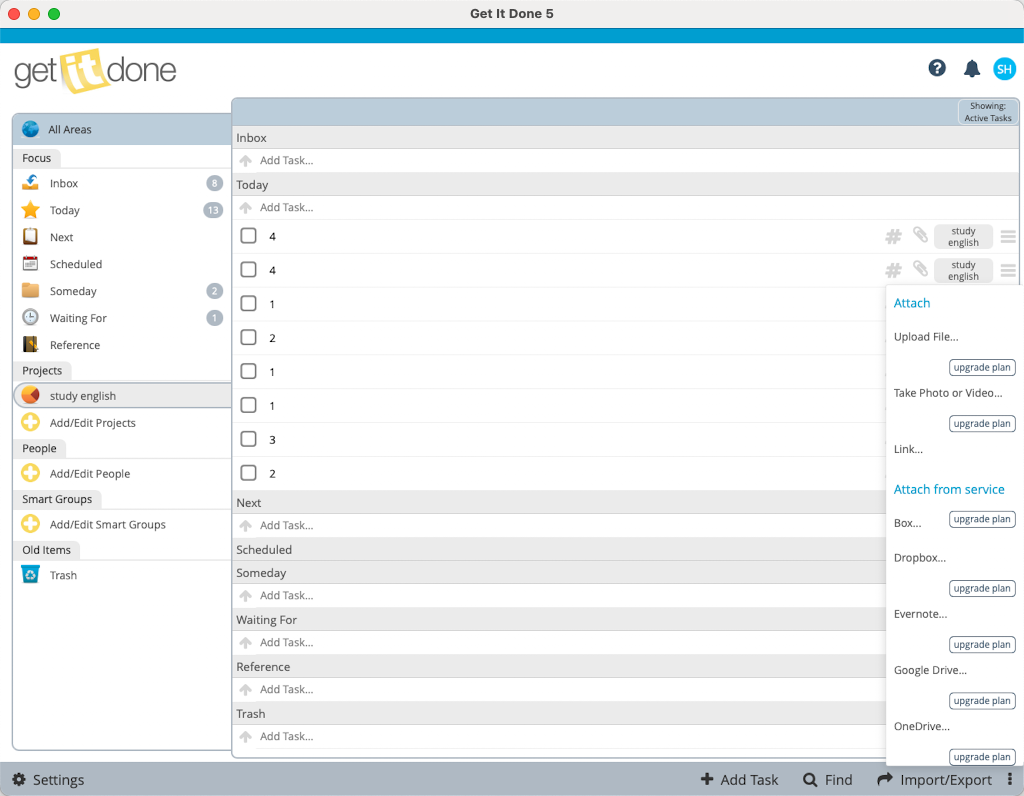 Get It Done 5
get it done
SH
Showing:
Active Tasks
All Areas
Focus
Inbox 8
Today 13
Next
Scheduled
Someday 2
Waiting For 1
Reference
Projects
study english
Add/Edit Projects
People
Add/Edit People
Smart Groups
Add/Edit Smart Groups
Old Items
Trash
Inbox
Add Task...
Today
Add Task...
4
study
english
4
study
english
1
2
1
1
3
2
Next
Add Task...
Scheduled
Someday
Add Task...
Waiting For
Add Task...
Reference
Add Task...
Trash
Add Task...
Attach
Upload File...
upgrade plan
Take Photo or Video...
upgrade plan
Link...
Attach from service
Box...
upgrade plan
Dropbox...
upgrade plan
Evernote...
upgrade plan
Google Drive...
upgrade plan
OneDrive...
upgrade plan
Settings
Add Task
Find
Import/Export